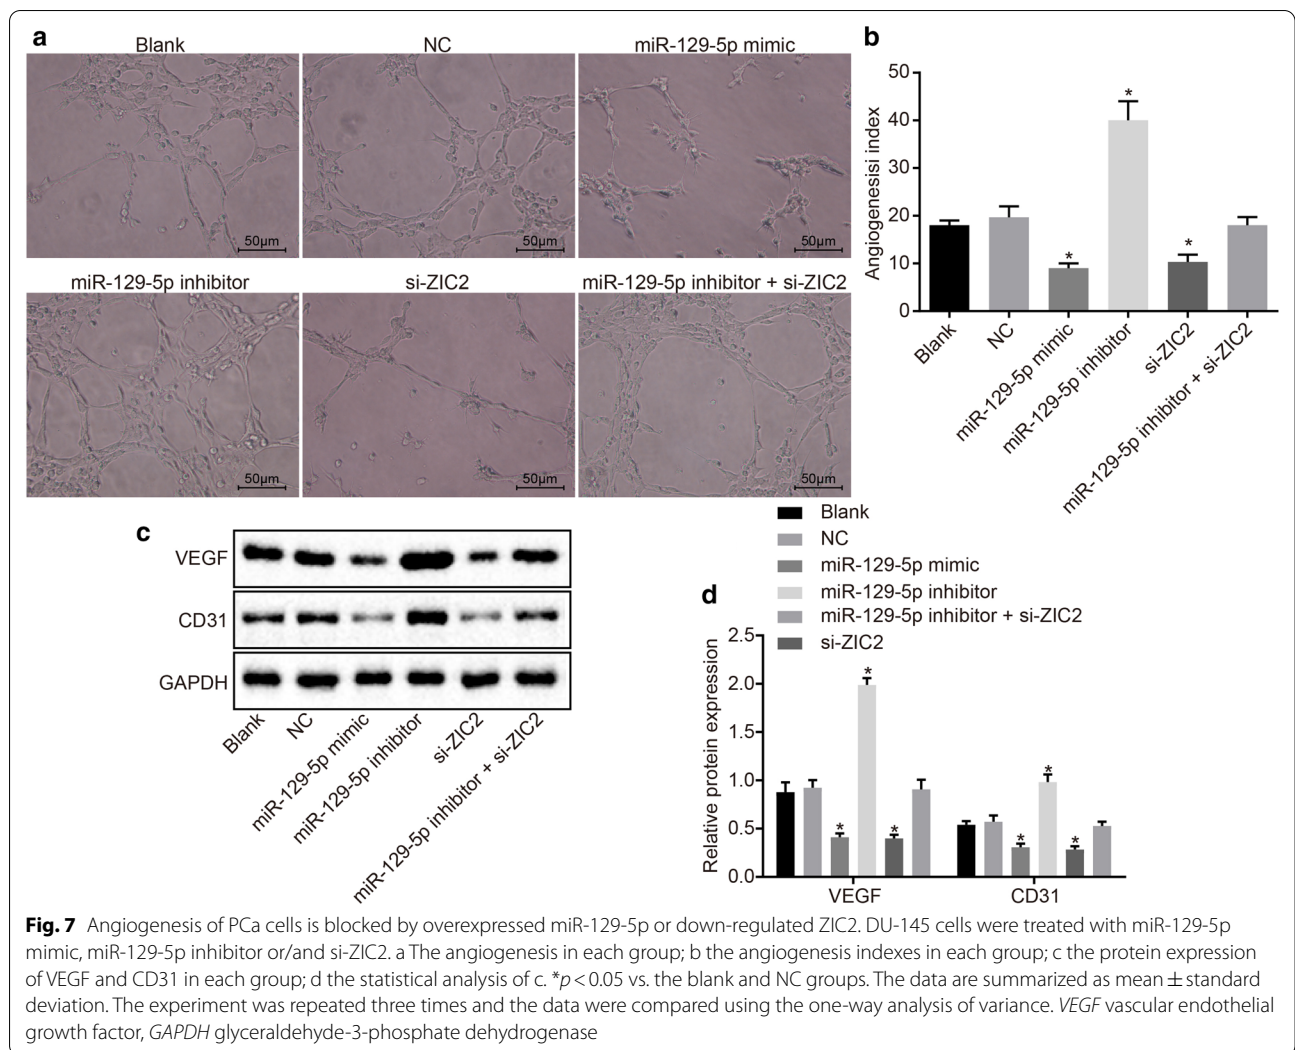 a
Blank
NC
miR-129-5p mimic
50μm
50μm
50μm
miR-129-5p inhibitor
si-ZIC2
miR-129-5p inhibitor + si-ZIC2
50μm
50μm
50μm
b
Angiogenesisi index
50
40
30
20
10
0
*
*
*
Blank
NC
miR-129-5p mimic
miR-129-5p inhibitor
si-ZIC2
miR-129-5p inhibitor + si-ZIC2
c
VEGF
CD31
GAPDH
Blank
NC
miR-129-5p mimic
miR-129-5p inhibitor
si-ZIC2
miR-129-5p inhibitor + si-ZIC2
d
Blank
NC
miR-129-5p mimic
miR-129-5p inhibitor
miR-129-5p inhibitor + si-ZIC2
si-ZIC2
Relative protein expression
2.5
2.0
1.5
1.0
0.5
0.0
*
*
*
*
*
*
VEGF
CD31
Fig. 7 Angiogenesis of PCa cells is blocked by overexpressed miR-129-5p or down-regulated ZIC2. DU-145 cells were treated with miR-129-5p
mimic, miR-129-5p inhibitor or/and si-ZIC2. a The angiogenesis in each group; b the angiogenesis indexes in each group; c the protein expression
of VEGF and CD31 in each group; d the statistical analysis of c. *p < 0.05 vs. the blank and NC groups. The data are summarized as mean ± standard
deviation. The experiment was repeated three times and the data were compared using the one-way analysis of variance. VEGF vascular endothelial
growth factor, GAPDH glyceraldehyde-3-phosphate dehydrogenase